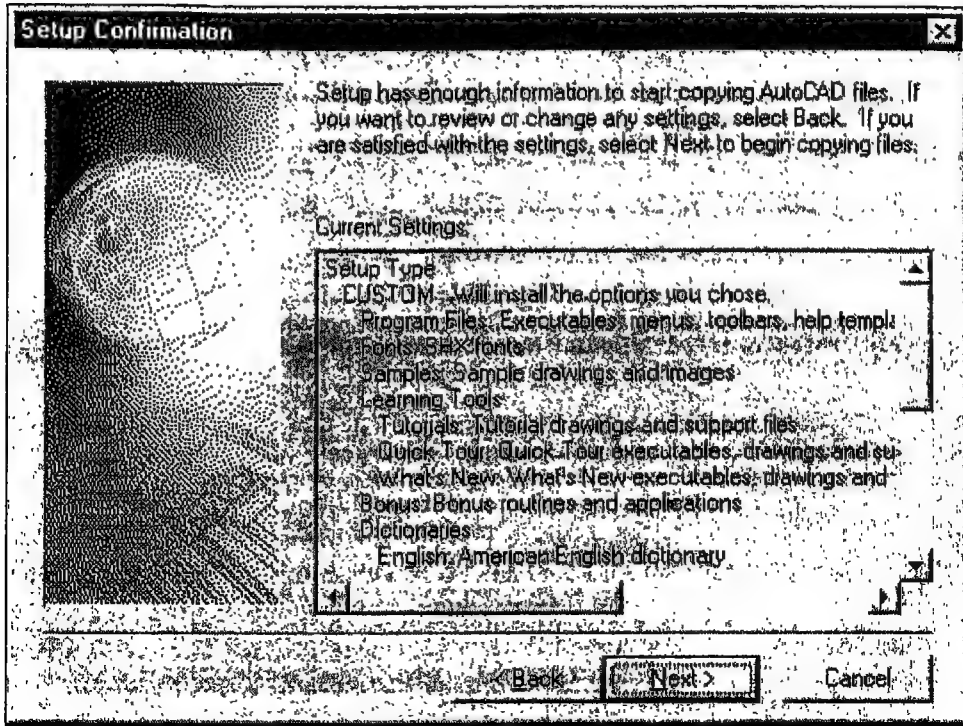 Setup Confirmation
Setup has enough information to start copying AutoCAD files. If
you want to review or change any settings, select Back. If you
are satisfied with the settings, select Next to begin copying files.
Current Settings:
Setup Type
CUSTOM - Will install the options you chose.
Program Files: Executables, menus, toolbars, help templa
Fonts: SHX fonts
Samples: Sample drawings and images
Learning Tools
Tutorials: Tutorial drawings and support files
Quick Tour: Quick Tour executables, drawings and su
What's New: What's New executables, drawings and
Bonus: Bonus routines and applications
Dictionaries
English: American English dictionary
< Back
Next >
Cancel